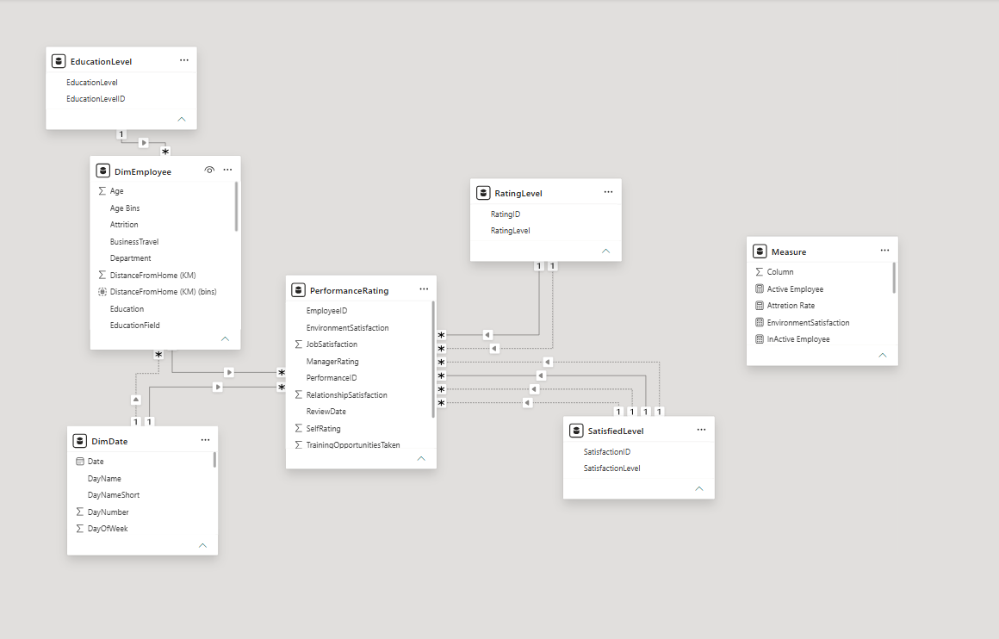 EducationLevel
EducationLevel
EducationLevelID
1
*
DimEmployee
Age
Age Bins
Attrition
BusinessTravel
Department
DistanceFromHome (KM)
DistanceFromHome (KM) (bins)
Education
EducationField
*
1 1
DimDate
Date
DayName
DayNameShort
DayNumber
DayOfWeek
*
*
PerformanceRating
EmployeeID
EnvironmentSatisfaction
JobSatisfaction
ManagerRating
PerformanceID
RelationshipSatisfaction
ReviewDate
SelfRating
TrainingOpportunitiesTaken
*
*
*
*
*
*
RatingLevel
RatingID
RatingLevel
1 1
1 1 1 1
SatisfiedLevel
SatisfactionID
SatisfactionLevel
Measure
Column
Active Employee
Attretion Rate
EnvironmentSatisfaction
InActive Employee